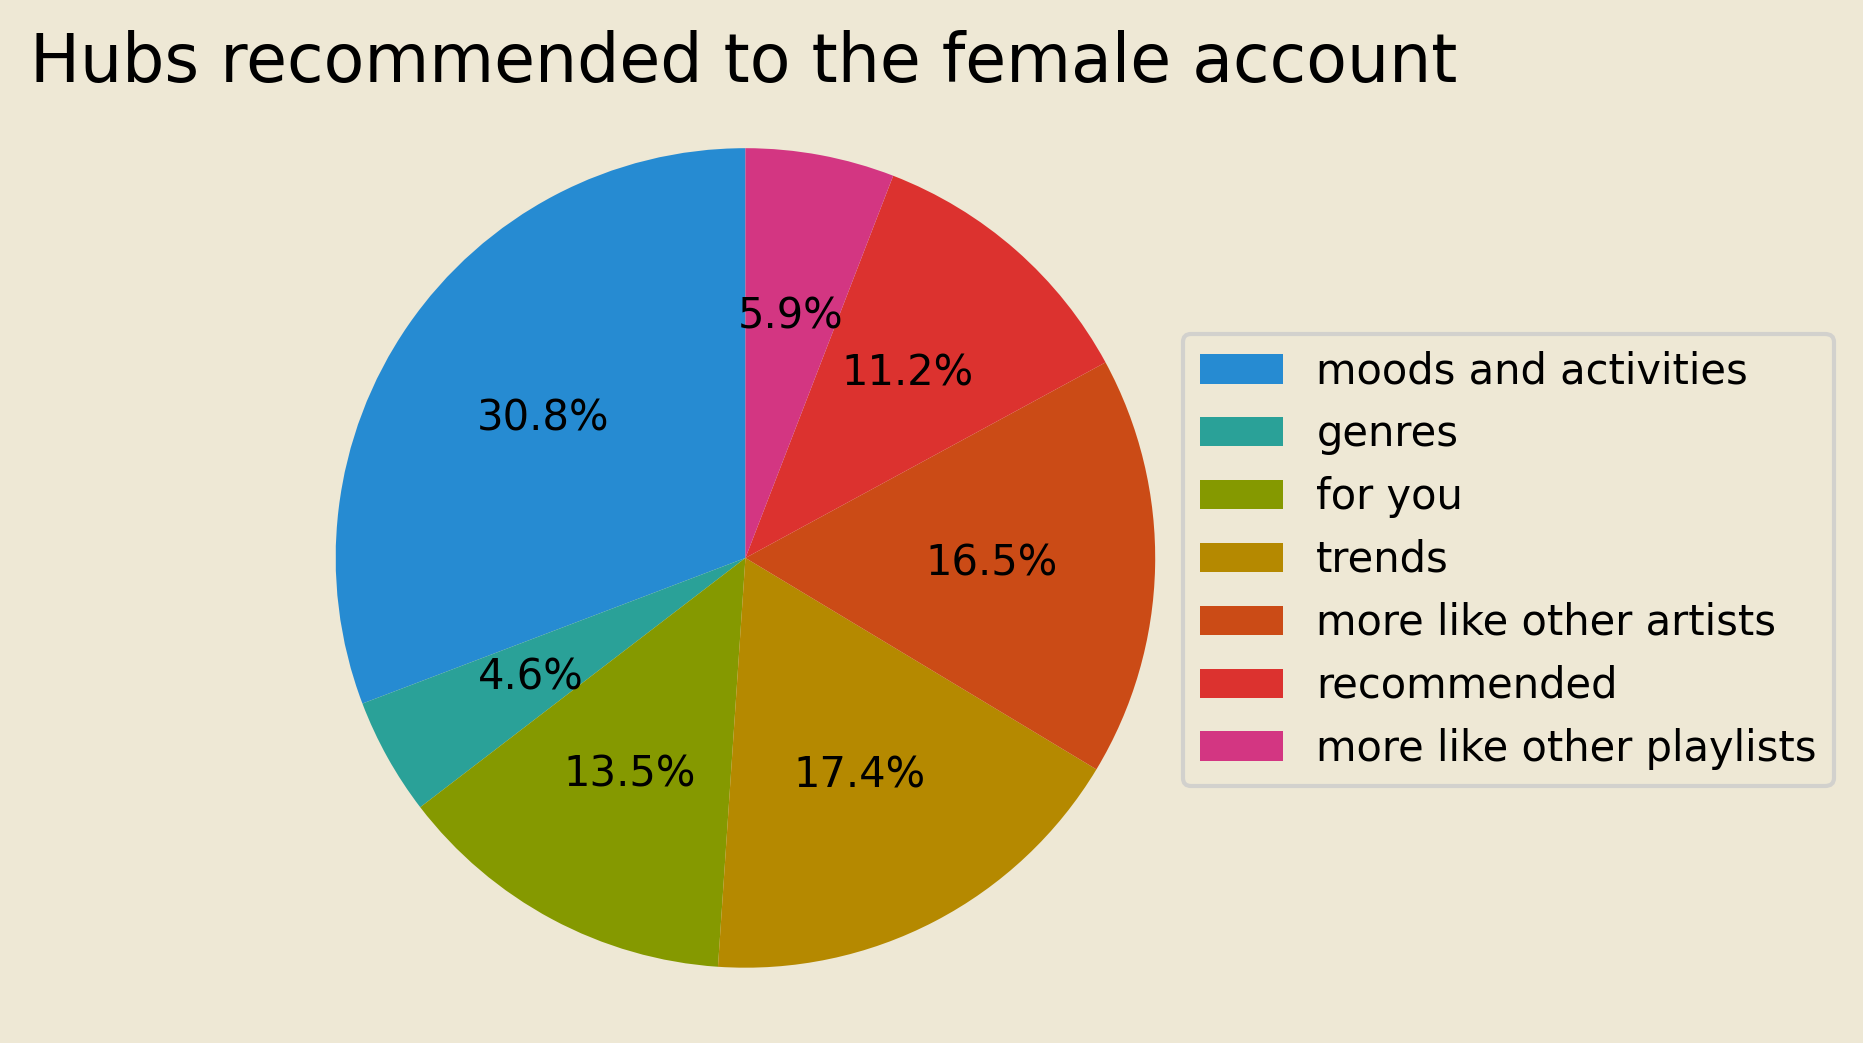 Hubs recommended to the female account
5.9%
11.2%
30.8%
16.5%
4.6%
13.5%
17.4%
moods and activities
genres
for you
trends
more like other artists
recommended
more like other playlists